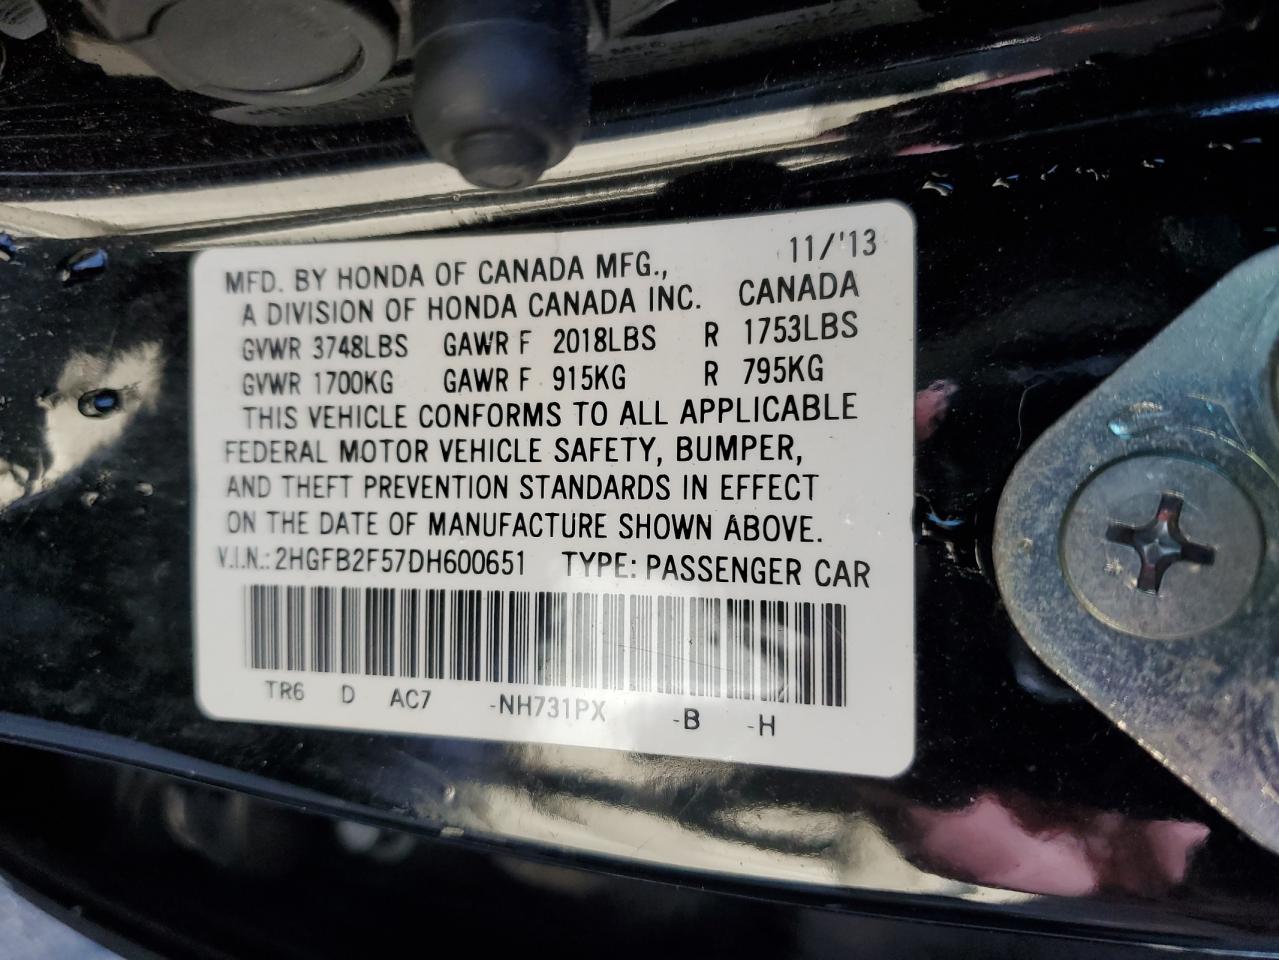 MFD. BY HONDA OF CANADA MFG., 11/'13
A DIVISION OF HONDA CANADA INC. CANADA
GVWR 3748LBS GAWR F 2018LBS R 1753LBS
GVWR 1700KG GAWR F 915KG R 795KG
THIS VEHICLE CONFORMS TO ALL APPLICABLE
FEDERAL MOTOR VEHICLE SAFETY, BUMPER,
AND THEFT PREVENTION STANDARDS IN EFFECT
ON THE DATE OF MANUFACTURE SHOWN ABOVE.
V.I.N.: 2HGFB2F57DH600651 TYPE: PASSENGER CAR
TR6 D AC7 -NH731PX -B -H